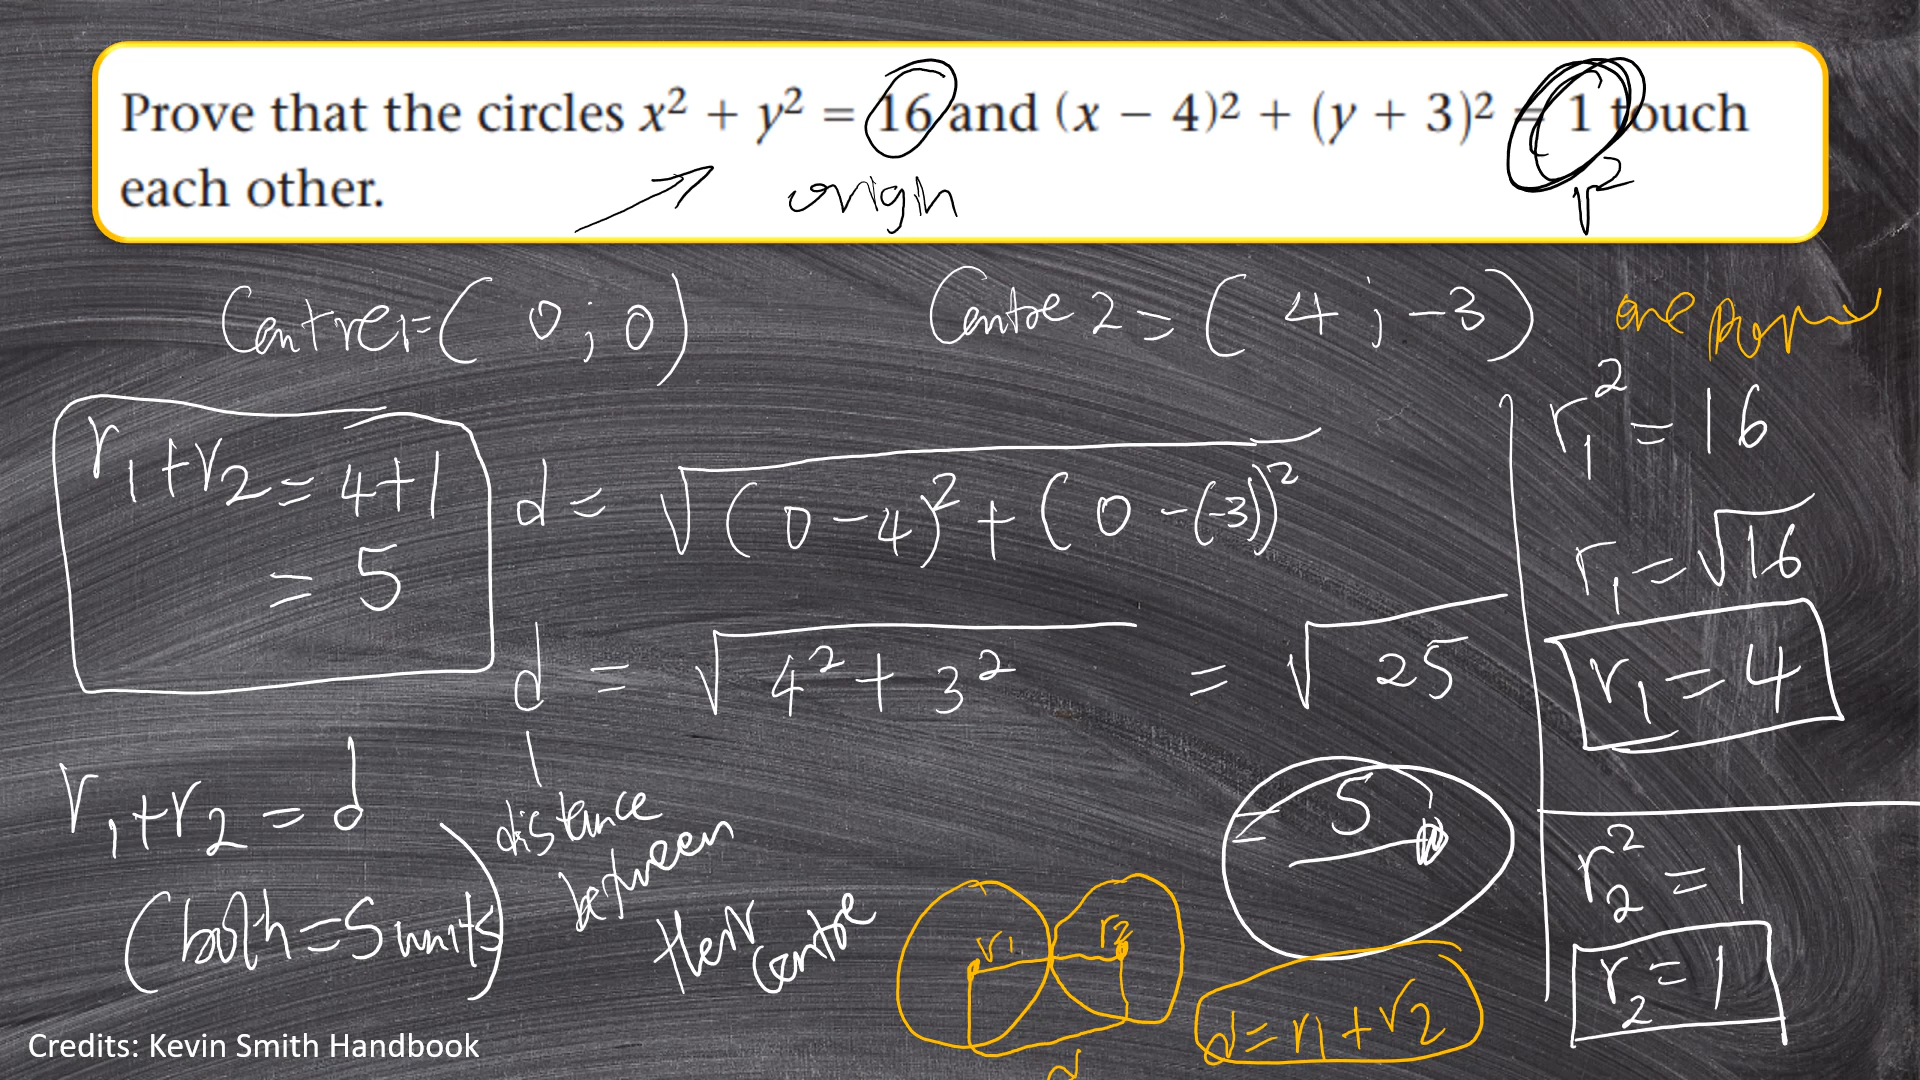 Prove that the circles x² + y² = 16 and (x − 4)² + (y + 3)² = 1 touch
each other.
origin
r²
Centre1=( 0 ; 0 )
Centre 2 = ( 4 ; -3 )
one
r₁² = 16
r₁ = √16
r₁ = 4
r₂² = 1
r₂ = 1
r₁+r₂ = 4+1
= 5
d = √(0-4)² + (0-(-3))²
d = √4² + 3² = √25
= 5
distance
between
their
centre
r₁+r₂ = d
(both = 5 units)
r1
r2
d
d = r1 + r2
Credits: Kevin Smith Handbook